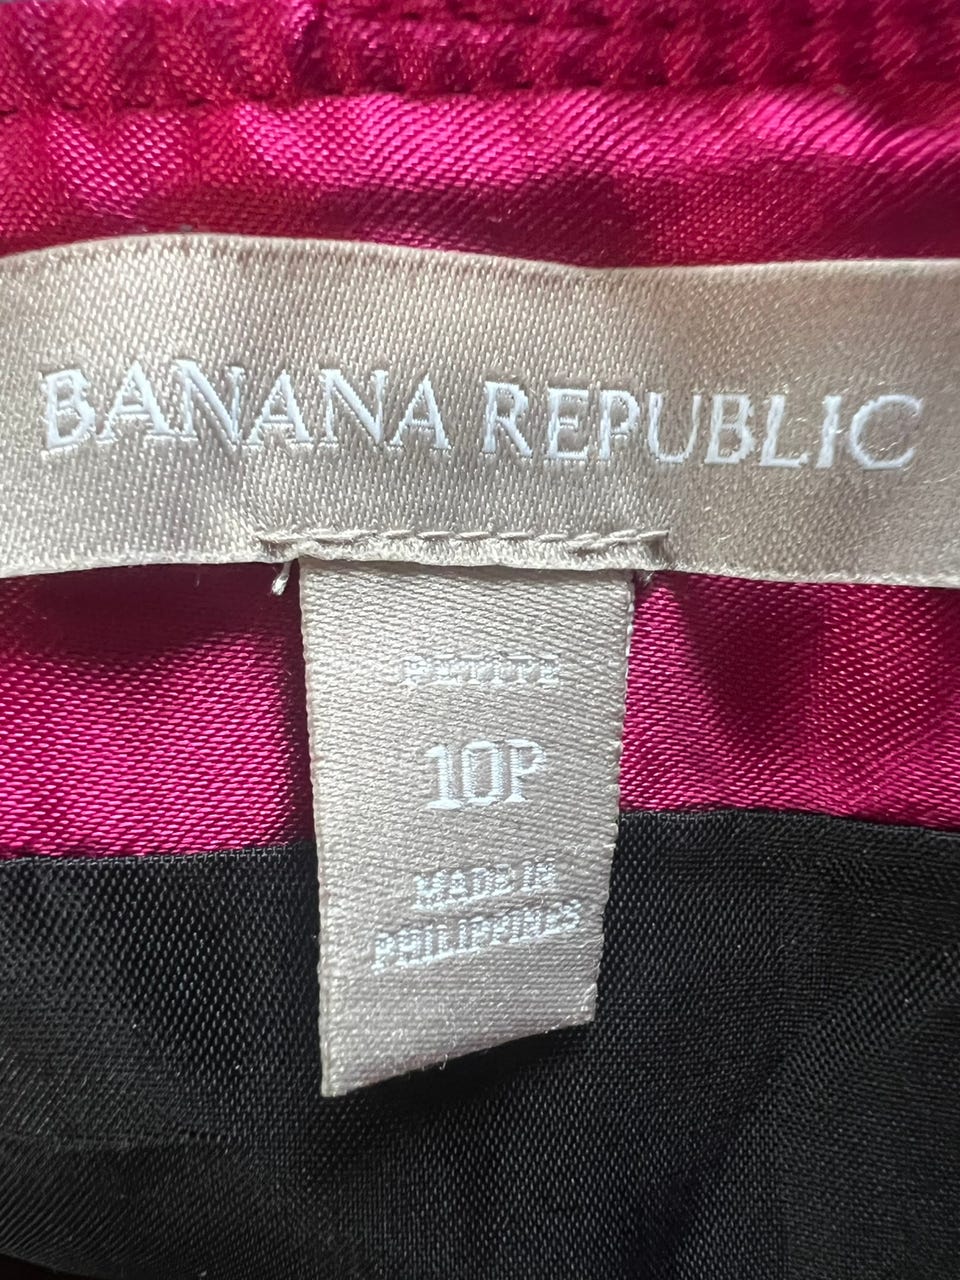 BANANA REPUBLIC
PETITE
10P
MADE IN
PHILIPPINES